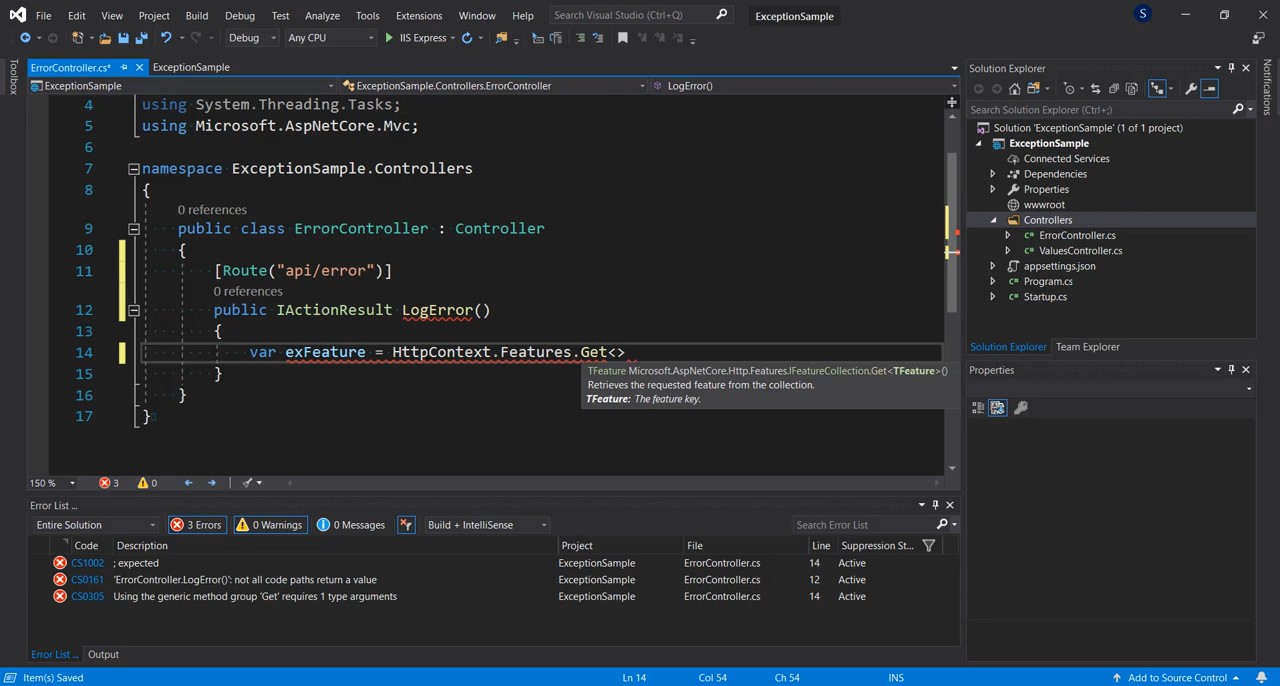 File Edit View Project Build Debug Test Analyze Tools Extensions Window Help Search Visual Studio (Ctrl+Q) ExceptionSample S
Debug Any CPU IIS Express
Toolbox
ErrorController.cs* ExceptionSample
ExceptionSample ExceptionSample.Controllers.ErrorController LogError()
4 using System.Threading.Tasks;
5 using Microsoft.AspNetCore.Mvc;
6
7 namespace ExceptionSample.Controllers
8 {
0 references
9 public class ErrorController : Controller
10 {
11 [Route("api/error")]
0 references
12 public IActionResult LogError()
13 {
14 var exFeature = HttpContext.Features.Get<>
TFeature Microsoft.AspNetCore.Http.Features.IFeatureCollection.Get<TFeature>()
Retrieves the requested feature from the collection.
TFeature: The feature key.
15 }
16 }
17 }
150 % 3 0
Error List ...
Entire Solution 3 Errors 0 Warnings 0 Messages Build + IntelliSense Search Error List
Code Description Project File Line Suppression St...
CS1002 ; expected ExceptionSample ErrorController.cs 14 Active
CS0161 'ErrorController.LogError()': not all code paths return a value ExceptionSample ErrorController.cs 12 Active
CS0305 Using the generic method group 'Get' requires 1 type arguments ExceptionSample ErrorController.cs 14 Active
Error List ... Output
Solution Explorer
Search Solution Explorer (Ctrl+;)
Solution 'ExceptionSample' (1 of 1 project)
ExceptionSample
Connected Services
Dependencies
Properties
wwwroot
Controllers
C# ErrorController.cs
C# ValuesController.cs
appsettings.json
C# Program.cs
C# Startup.cs
Solution Explorer Team Explorer
Properties
Notifications
Item(s) Saved Ln 14 Col 54 Ch 54 INS Add to Source Control